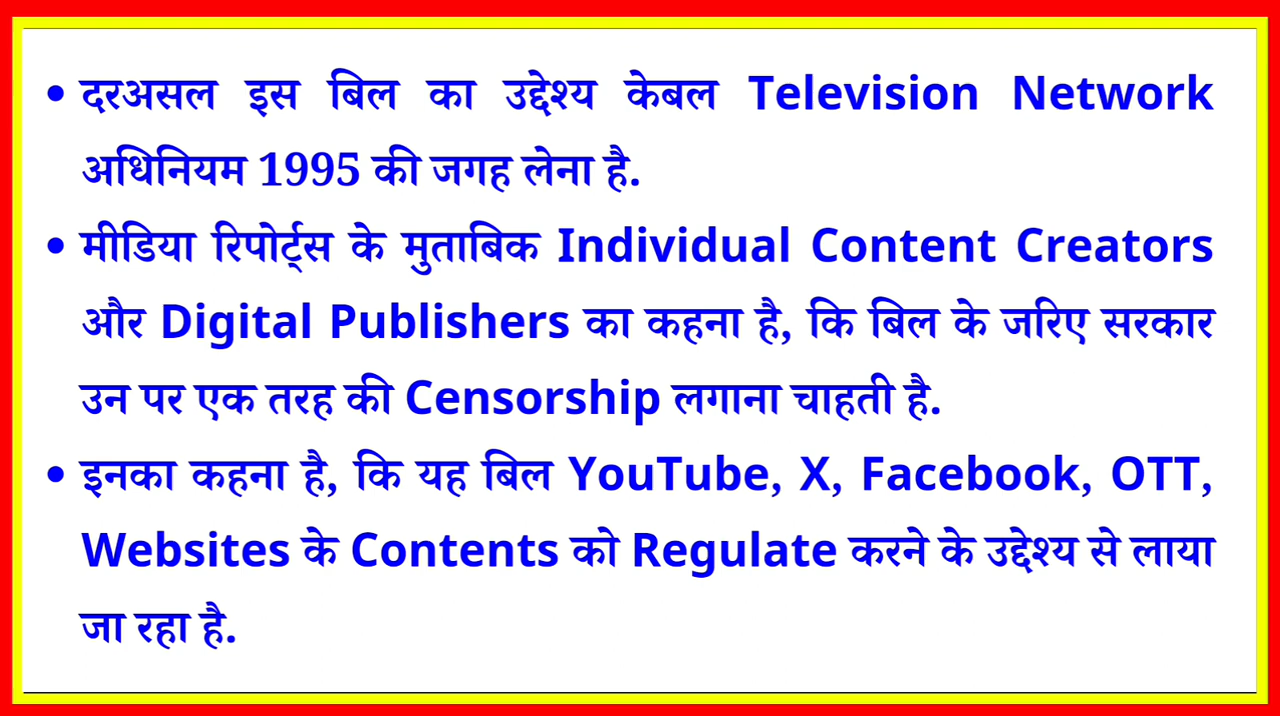 • दरअसल इस बिल का उद्देश्य केबल Television Network
अधिनियम 1995 की जगह लेना है.
• मीडिया रिपोर्ट्स के मुताबिक Individual Content Creators
और Digital Publishers का कहना है, कि बिल के जरिए सरकार
उन पर एक तरह की Censorship लगाना चाहती है.
• इनका कहना है, कि यह बिल YouTube, X, Facebook, OTT,
Websites के Contents को Regulate करने के उद्देश्य से लाया
जा रहा है.